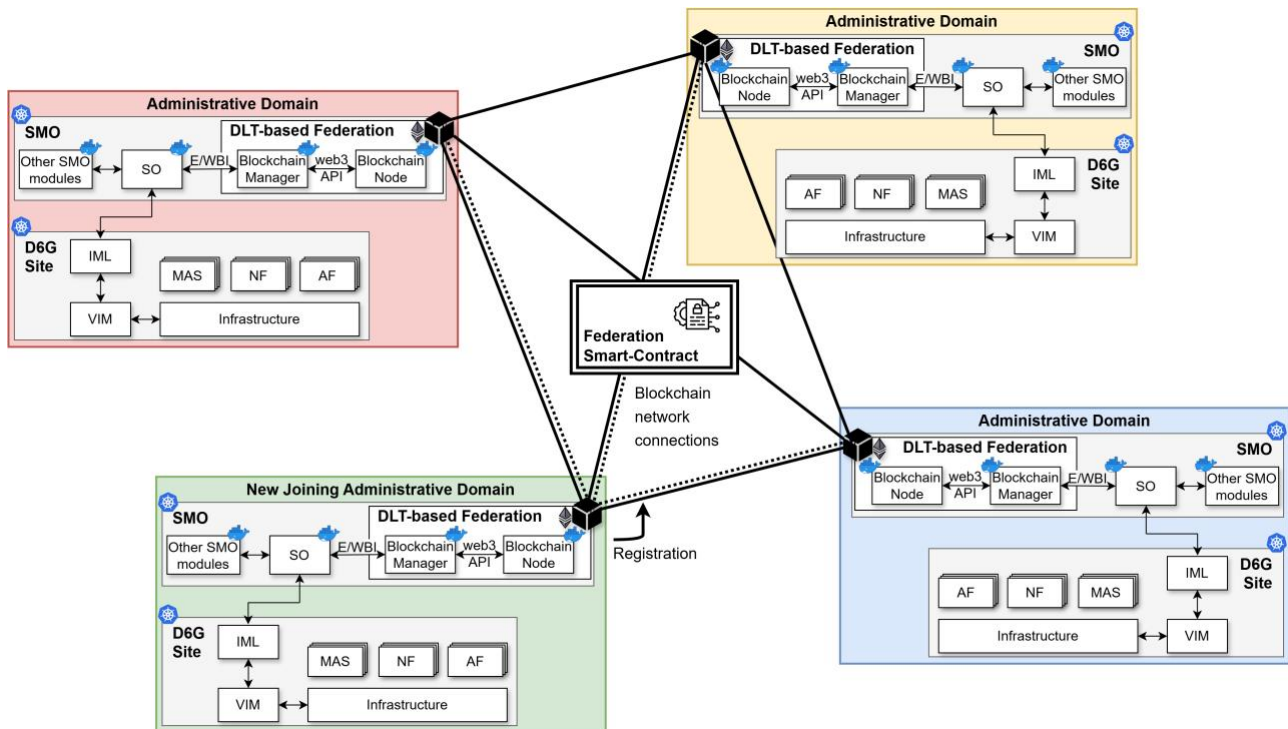 Administrative Domain
DLT-based Federation
SMO
Blockchain
Node
web3
API
Blockchain
Manager
E/WBI
SO
Other SMO
modules
D6G
Site
IML
AF
NF
MAS
Infrastructure
VIM
Administrative Domain
SMO
DLT-based Federation
Other SMO
modules
SO
E/WBI
Blockchain
Manager
web3
API
Blockchain
Node
D6G
Site
IML
MAS
NF
AF
VIM
Infrastructure
Federation
Smart-Contract
Blockchain
network
connections
Administrative Domain
DLT-based Federation
SMO
Blockchain
Node
web3
API
Blockchain
Manager
E/WBI
SO
Other SMO
modules
D6G
Site
IML
AF
NF
MAS
Infrastructure
VIM
New Joining Administrative Domain
SMO
DLT-based Federation
Other SMO
modules
SO
E/WBI
Blockchain
Manager
web3
API
Blockchain
Node
Registration
D6G
Site
IML
MAS
NF
AF
VIM
Infrastructure